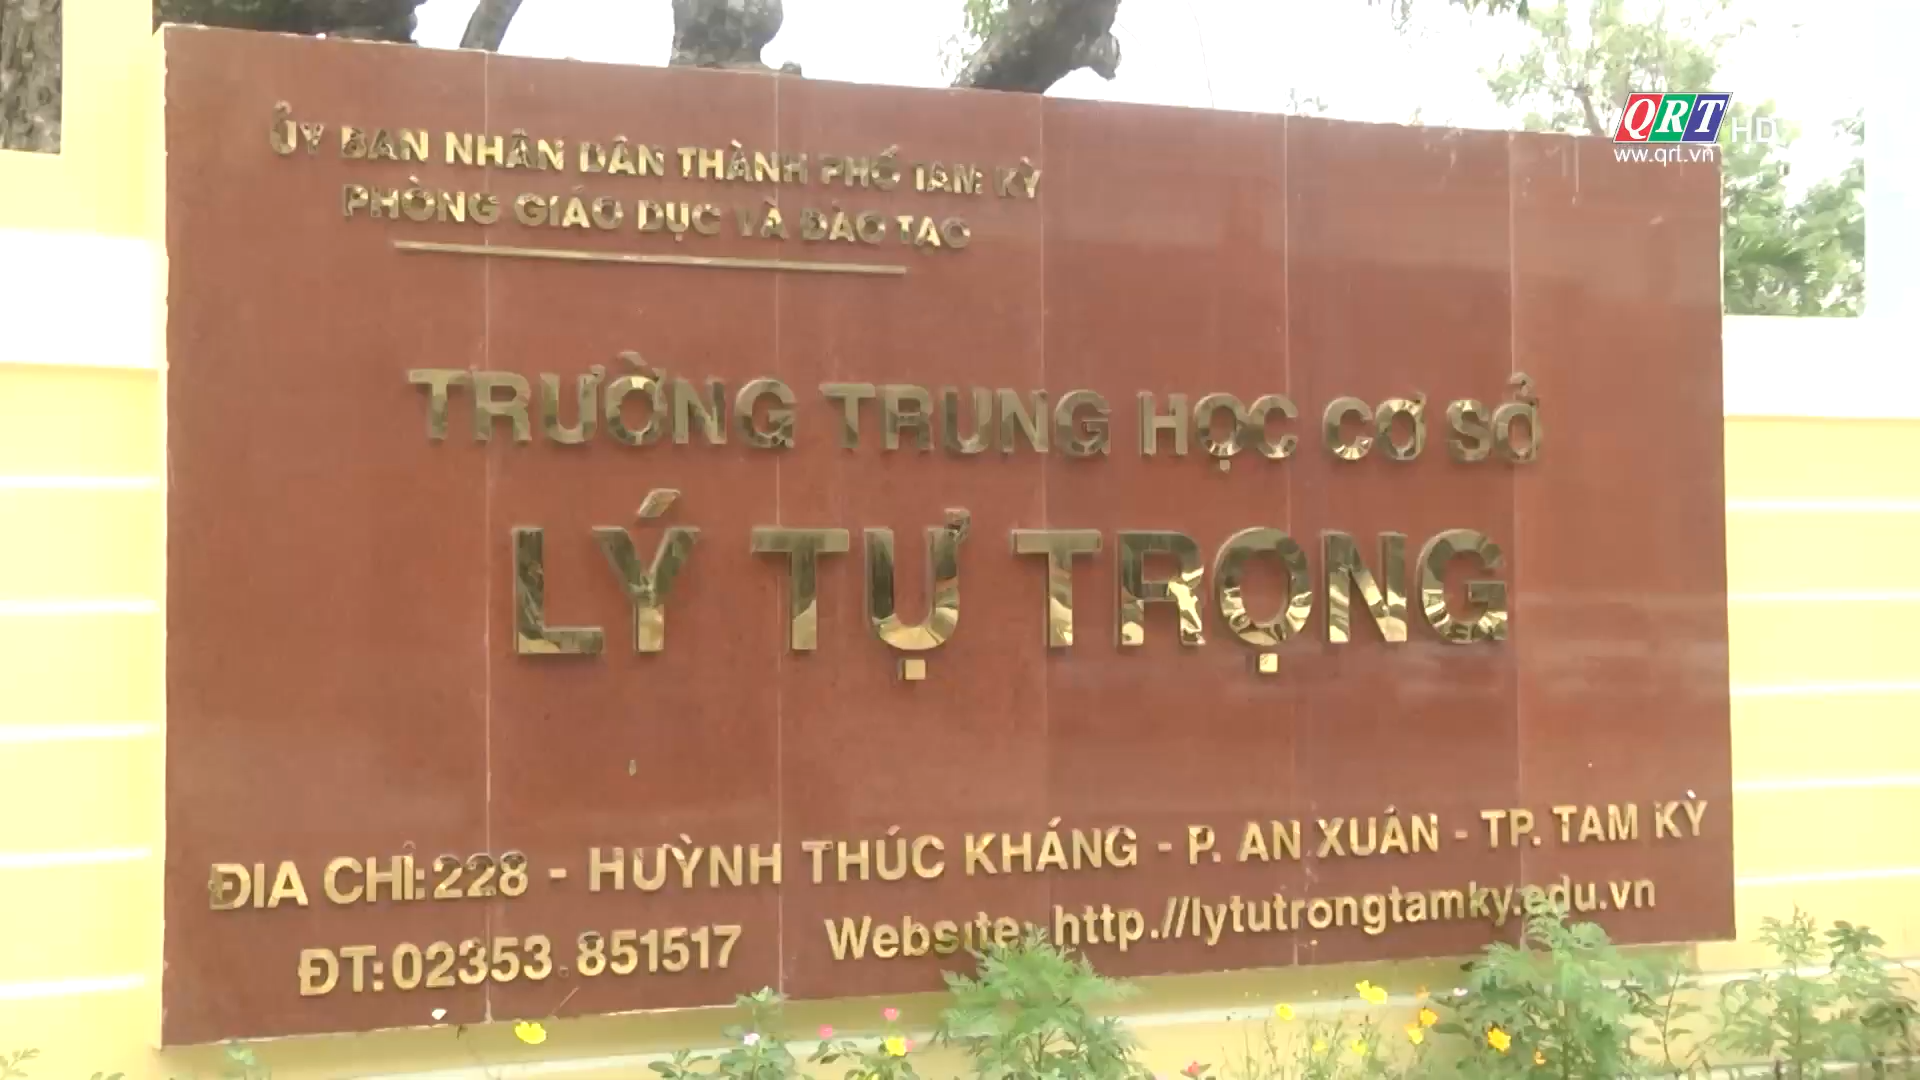 ỦY BAN NHÂN DÂN THÀNH PHỐ TAM KỲ
PHÒNG GIÁO DỤC VÀ ĐÀO TẠO
TRƯỜNG TRUNG HỌC CƠ SỞ
LÝ TỰ TRỌNG
ĐỊA CHỈ: 228 - HUỲNH THÚC KHÁNG - P. AN XUÂN - TP. TAM KỲ
ĐT: 02353 851517 Website: http.//lytutrongtamky.edu.vn
QRT HD
ww.qrt.vn